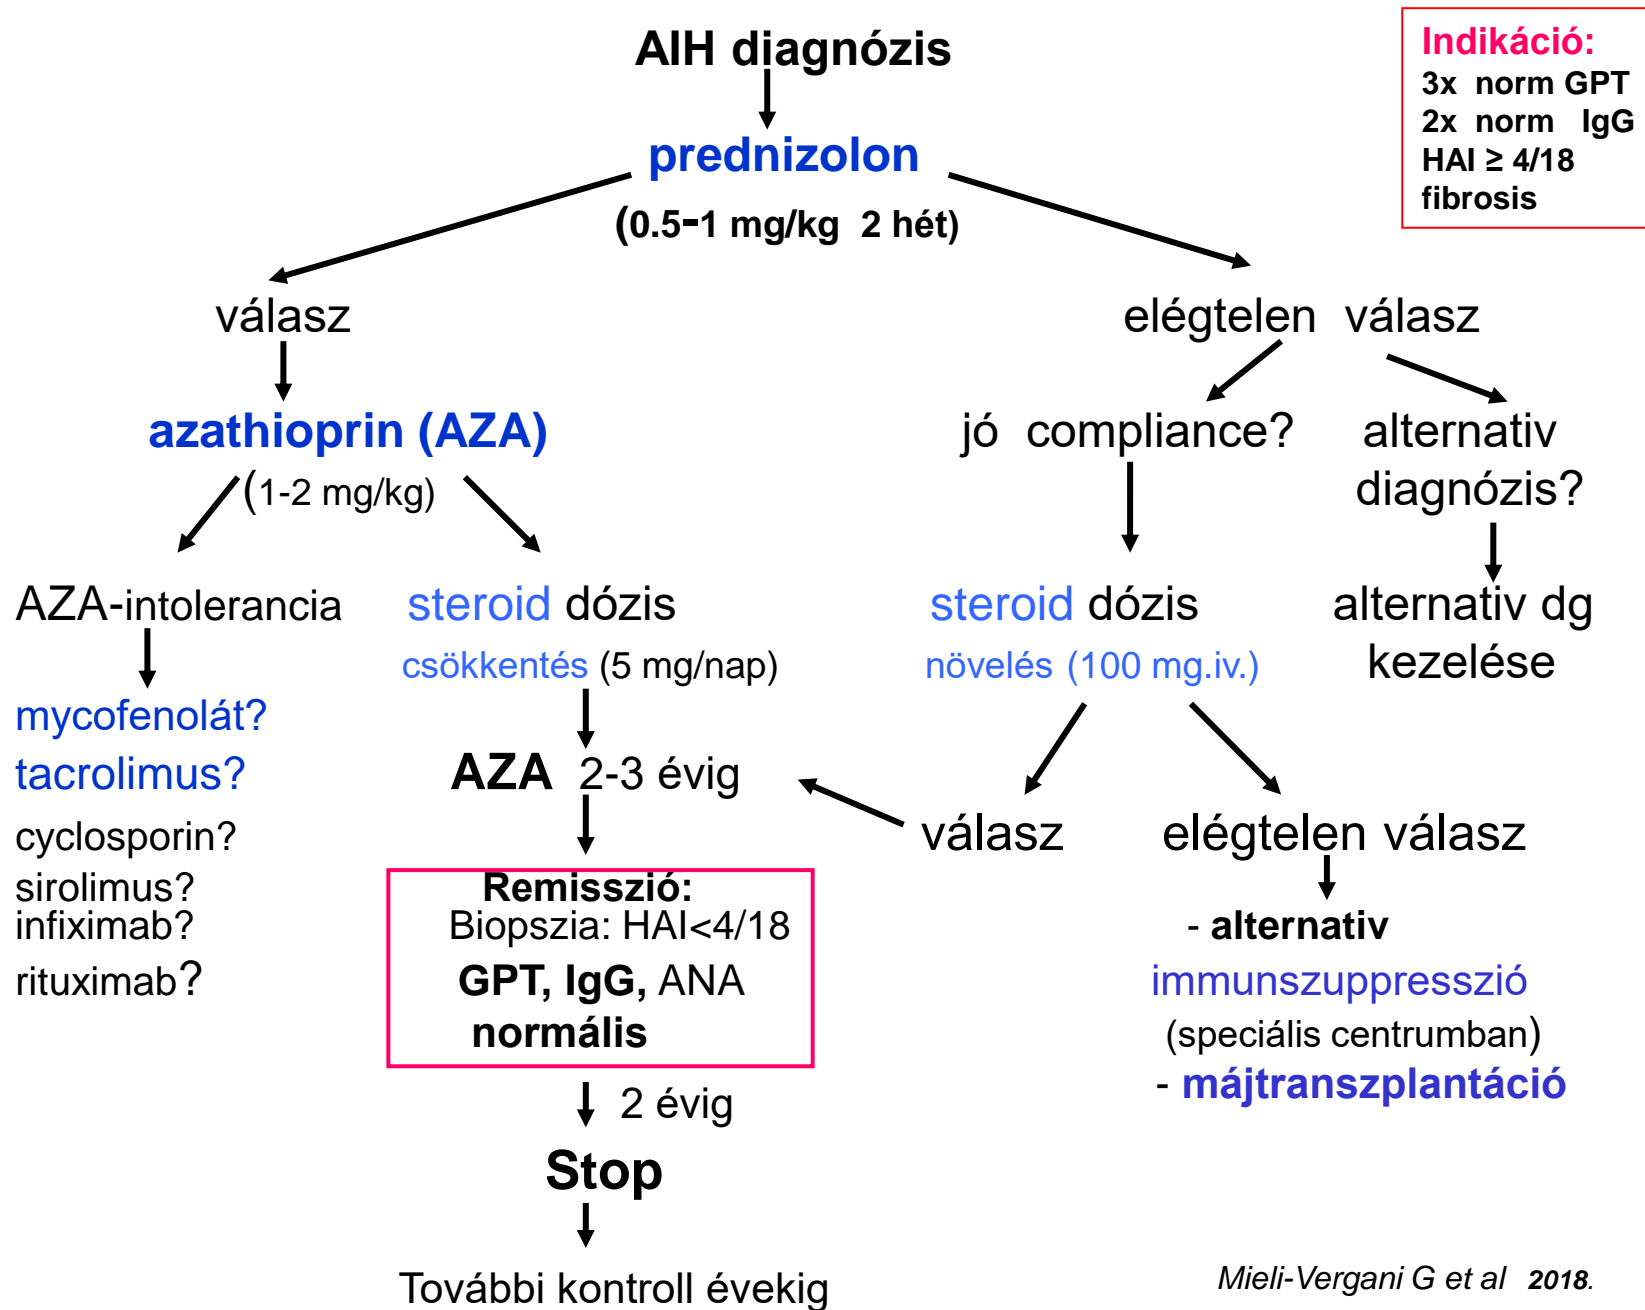 AIH diagnózis
Indikáció:
3x norm GPT
2x norm IgG
HAI ≥ 4/18
fibrosis
prednizolon
(0.5-1 mg/kg 2 hét)
válasz
elégtelen válasz
azathioprin (AZA)
(1-2 mg/kg)
jó compliance?
alternativ
diagnózis?
AZA-intolerancia
steroid dózis
csökkentés (5 mg/nap)
steroid dózis
növelés (100 mg.iv.)
alternativ dg
kezelése
mycofenolát?
tacrolimus?
cyclosporin?
sirolimus?
infiximab?
rituximab?
AZA 2-3 évig
válasz
elégtelen válasz
Remisszió:
Biopszia: HAI<4/18
GPT, IgG, ANA
normális
- alternativ
immunszuppresszió
(speciális centrumban)
- májtranszplantáció
2 évig
Stop
További kontroll évekig
Mieli-Vergani G et al 2018.